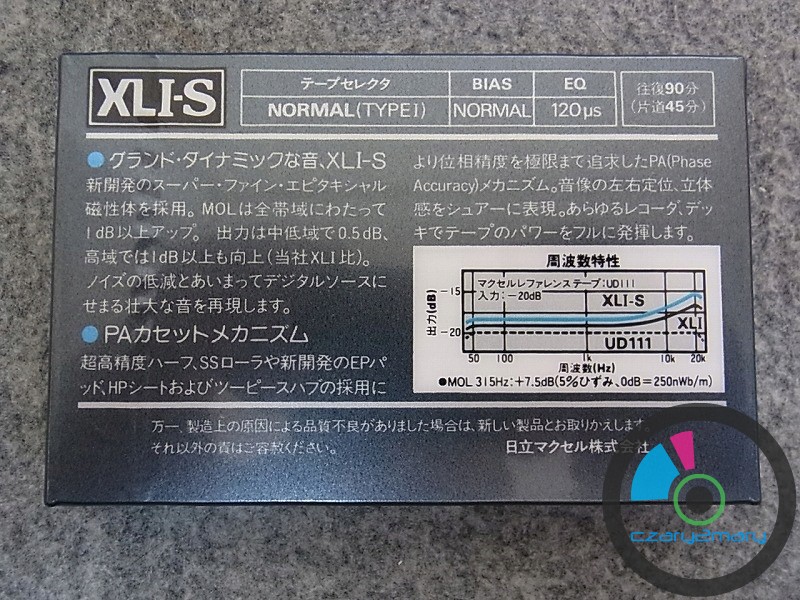 XLI-S
テープセレクタ BIAS EQ
NORMAL(TYPE I) NORMAL 120μs
往復90分
(片道45分)
●グランド・ダイナミックな音、XLI-S
新開発のスーパー・ファイン・エピタキシャル
磁性体を採用。MOLは全帯域にわたって
1dB以上アップ。出力は中低域で0.5dB、
高域では1dB以上も向上(当社XLI比)。
ノイズの低減とあいまってデジタルソースに
せまる壮大な音を再現します。
●PAカセットメカニズム
超高精度ハーフ、SSローラや新開発のEPパ
ッド、HPシートおよびツーピースハブの採用に
より位相精度を極限まで追求したPA(Phase
Accuracy)メカニズム。音像の左右定位、立体
感をシュアーに表現。あらゆるレコーダ、デッ
キでテープのパワーをフルに発揮します。
周波数特性
マクセルレファレンステープ:UD111
入力:-20dB
出力(dB)
-15
-20
XLI-S
XLI
UD111
50 100 1k 10k 20k
周波数(Hz)
●MOL 315Hz:+7.5dB(5%ひずみ、0dB=250nWb/m)
万一、製造上の原因による品質不良がありました場合は、新しい製品とお取りかえします。
それ以外の責はご容赦ください。
日立マクセル株式会社
czary2mary